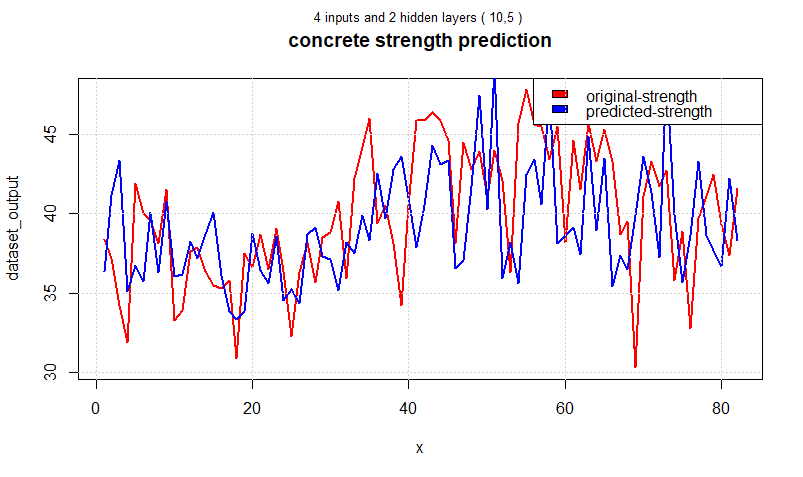 4 inputs and 2 hidden layers ( 10,5 )
concrete strength prediction
original-strength
predicted-strength
dataset_output
45
40
35
30
0 20 40 60 80
x